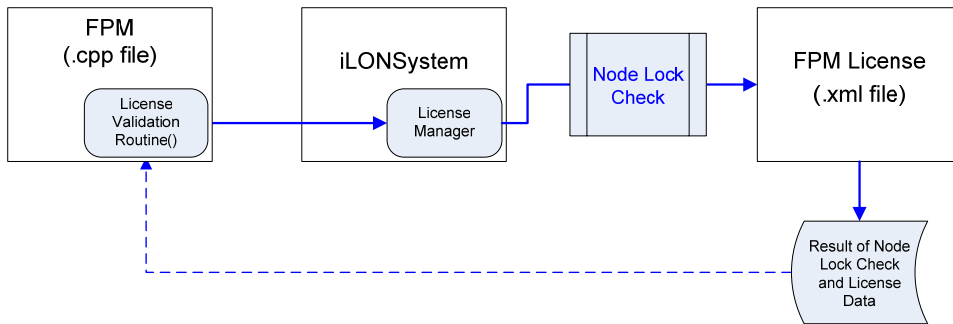 FPM
(.cpp file)
License
Validation
Routine()
iLONSystem
License
Manager
Node Lock
Check
FPM License
(.xml file)
Result of Node
Lock Check
and License
Data